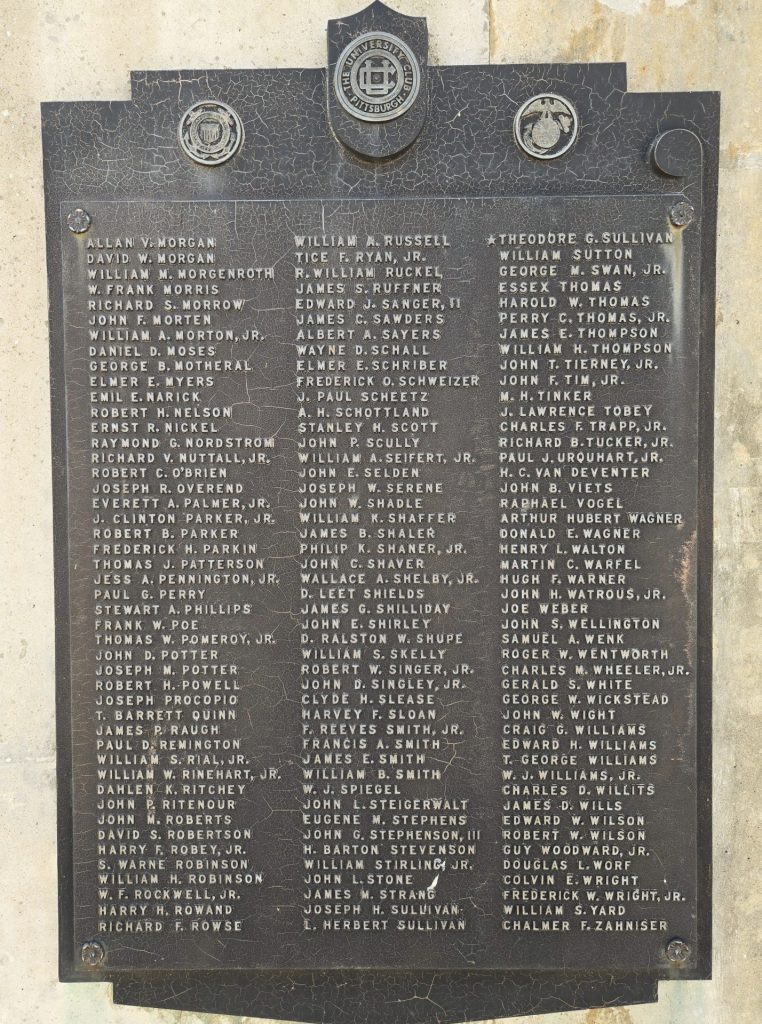 THE UNIVERSITY CLUB
PITTSBURGH
ALLAN V. MORGAN
DAVID W. MORGAN
WILLIAM M. MORGENROTH
W. FRANK MORRIS
RICHARD S. MORROW
JOHN F. MORTEN
WILLIAM A. MORTON, JR.
DANIEL D. MOSES
GEORGE B. MOTHERAL
ELMER E. MYERS
EMIL E. NARICK
ROBERT H. NELSON
ERNST R. NICKEL
RAYMOND G. NORDSTROM
RICHARD V. NUTTALL, JR.
ROBERT C. O'BRIEN
JOSEPH R. OVEREND
EVERETT A. PALMER, JR.
J. CLINTON PARKER, JR.
ROBERT B. PARKER
FREDERICK H. PARKIN
THOMAS J. PATTERSON
JESS A. PENNINGTON, JR.
PAUL G. PERRY
STEWART A. PHILLIPS
FRANK W. POE
THOMAS W. POMEROY, JR.
JOHN D. POTTER
JOSEPH M. POTTER
ROBERT H. POWELL
JOSEPH PROCOPIO
T. BARRETT QUINN
JAMES P. RAUGH
PAUL D. REMINGTON
WILLIAM S. RIAL, JR.
WILLIAM W. RINEHART, JR.
DAHLEN K. RITCHEY
JOHN P. RITENOUR
JOHN M. ROBERTS
DAVID S. ROBERTSON
HARRY F. ROBEY, JR.
S. WARNE ROBINSON
WILLIAM H. ROBINSON
W. F. ROCKWELL, JR.
HARRY H. ROWAND
RICHARD F. ROWSE
WILLIAM A. RUSSELL
TICE F. RYAN, JR.
R. WILLIAM RUCKEL
JAMES S. RUFFNER
EDWARD J. SANGER, II
JAMES C. SAWDERS
ALBERT A. SAYERS
WAYNE D. SCHALL
ELMER E. SCHRIBER
FREDERICK O. SCHWEIZER
J. PAUL SCHEETZ
A. H. SCHOTTLAND
STANLEY H. SCOTT
JOHN P. SCULLY
WILLIAM A. SEIFERT, JR.
JOHN E. SELDEN
JOSEPH W. SERENE
JOHN W. SHADLE
WILLIAM K. SHAFFER
JAMES B. SHALER
PHILIP K. SHANER, JR.
JOHN C. SHAVER
WALLACE A. SHELBY, JR.
D. LEET SHIELDS
JAMES G. SHILLIDAY
JOHN E. SHIRLEY
D. RALSTON W. SHUPE
WILLIAM S. SKELLY
ROBERT W. SINGER, JR.
JOHN D. SINGLEY, JR.
CLYDE H. SLEASE
HARVEY F. SLOAN
F. REEVES SMITH, JR.
FRANCIS A. SMITH
JAMES E. SMITH
WILLIAM B. SMITH
W. J. SPIEGEL
JOHN L. STEIGERWALT
EUGENE M. STEPHENS
JOHN G. STEPHENSON, III
H. BARTON STEVENSON
WILLIAM STIRLING, JR.
JOHN L. STONE
JAMES M. STRANG
JOSEPH H. SULLIVAN
L. HERBERT SULLIVAN
★THEODORE G. SULLIVAN
WILLIAM SUTTON
GEORGE M. SWAN, JR.
ESSEX THOMAS
HAROLD W. THOMAS
PERRY C. THOMAS, JR.
JAMES E. THOMPSON
WILLIAM H. THOMPSON
JOHN T. TIERNEY, JR.
JOHN F. TIM, JR.
M. H. TINKER
J. LAWRENCE TOBEY
CHARLES F. TRAPP, JR.
RICHARD B. TUCKER, JR.
PAUL J. URQUHART, JR.
H. C. VAN DEVENTER
JOHN B. VIETS
RAPHAEL VOGEL
ARTHUR HUBERT WAGNER
DONALD E. WAGNER
HENRY L. WALTON
MARTIN C. WARFEL
HUGH F. WARNER
JOHN H. WATROUS, JR.
JOE WEBER
JOHN S. WELLINGTON
SAMUEL A. WENK
ROGER W. WENTWORTH
CHARLES M. WHEELER, JR.
GERALD S. WHITE
GEORGE W. WICKSTEAD
JOHN W. WIGHT
CRAIG G. WILLIAMS
EDWARD H. WILLIAMS
T. GEORGE WILLIAMS
W. J. WILLIAMS, JR.
CHARLES D. WILLITS
JAMES D. WILLS
EDWARD W. WILSON
ROBERT W. WILSON
GUY WOODWARD, JR.
DOUGLAS L. WORF
COLVIN E. WRIGHT
FREDERICK W. WRIGHT, JR.
WILLIAM S. YARD
CHALMER F. ZAHNISER